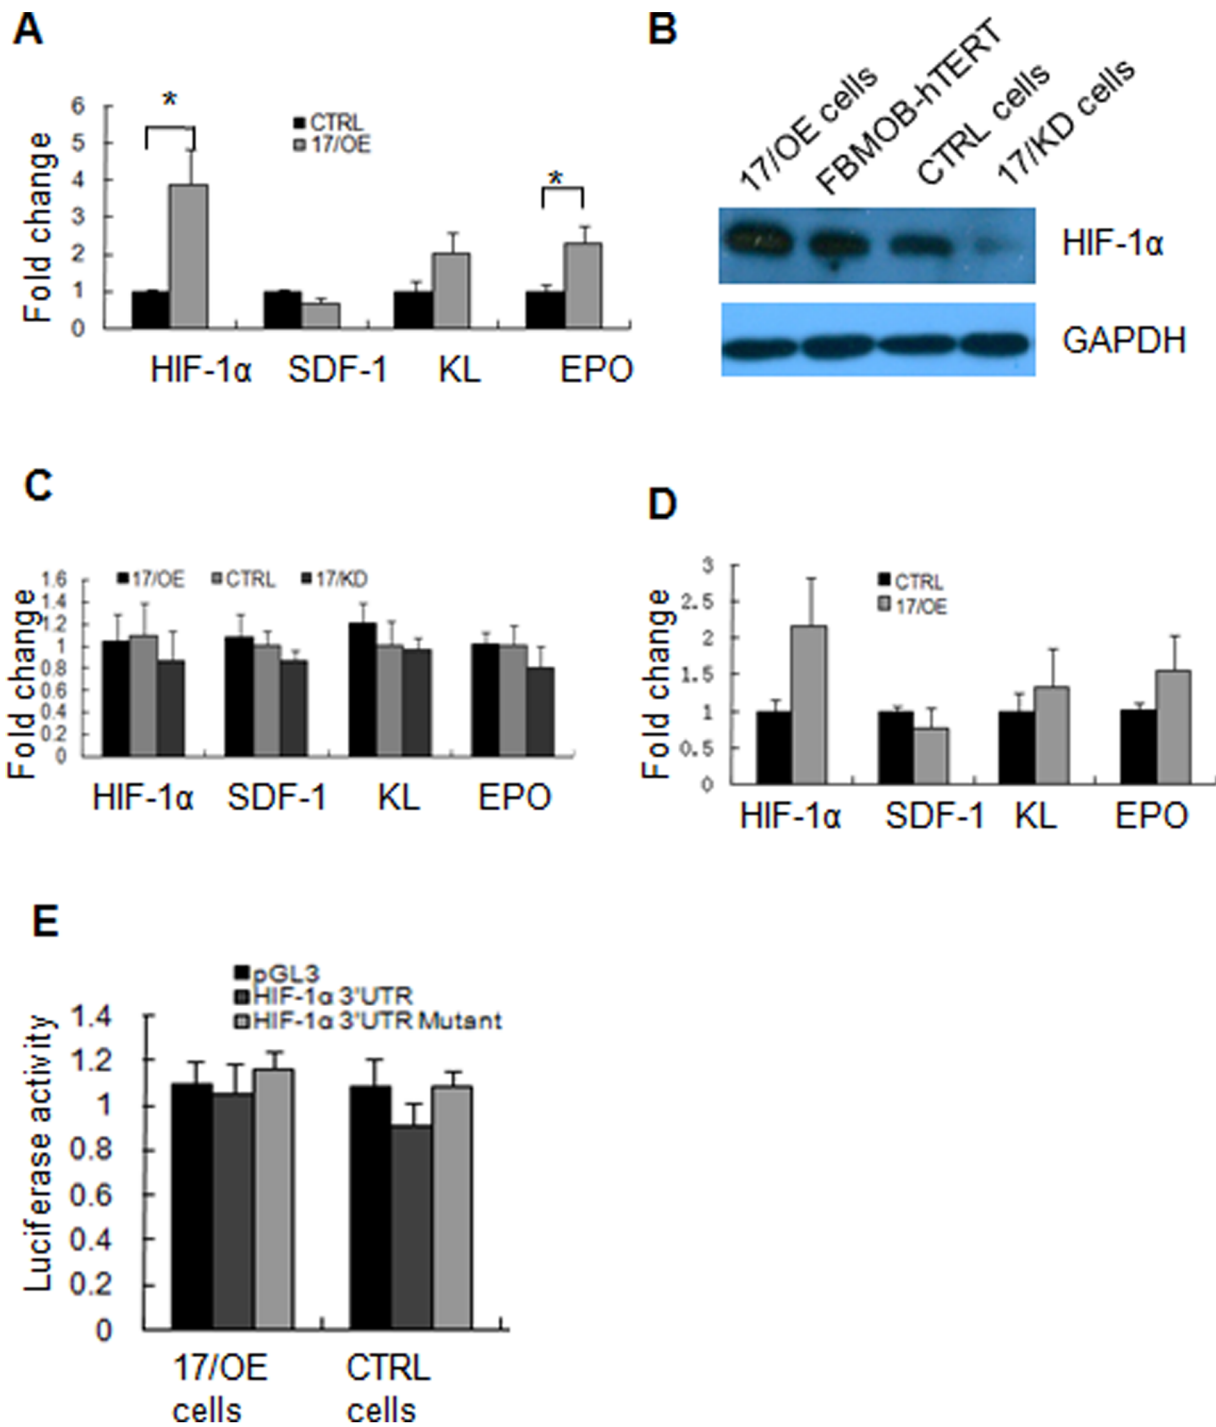 A
*
*
CTRL
17/OE
Fold change
6
5
4
3
2
1
0
HIF-1α SDF-1 KL EPO
B
17/OE cells
FBMOB-hTERT
CTRL cells
17/KD cells
HIF-1α
GAPDH
C
17/OE CTRL 17/KD
Fold change
1.6
1.4
1.2
1
0.8
0.6
0.4
0.2
0
HIF-1α SDF-1 KL EPO
D
CTRL
17/OE
Fold change
3
2.5
2
1.5
1
0.5
0
HIF-1α SDF-1 KL EPO
E
pGL3
HIF-1α 3'UTR
HIF-1α 3'UTR Mutant
Luciferase activity
1.4
1.2
1
0.8
0.6
0.4
0.2
0
17/OE CTRL
cells cells